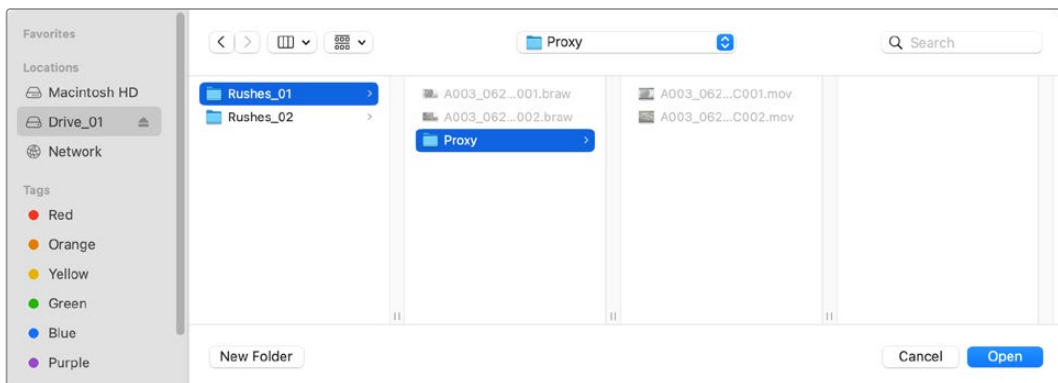 Favorites
Locations
Macintosh HD
Drive_01
Network
Tags
Red
Orange
Yellow
Green
Blue
Purple
Proxy
Search
Rushes_01
Rushes_02
A003_062...001.braw
A003_062...002.braw
Proxy
A003_062...C001.mov
A003_062...C002.mov
New Folder
Cancel
Open